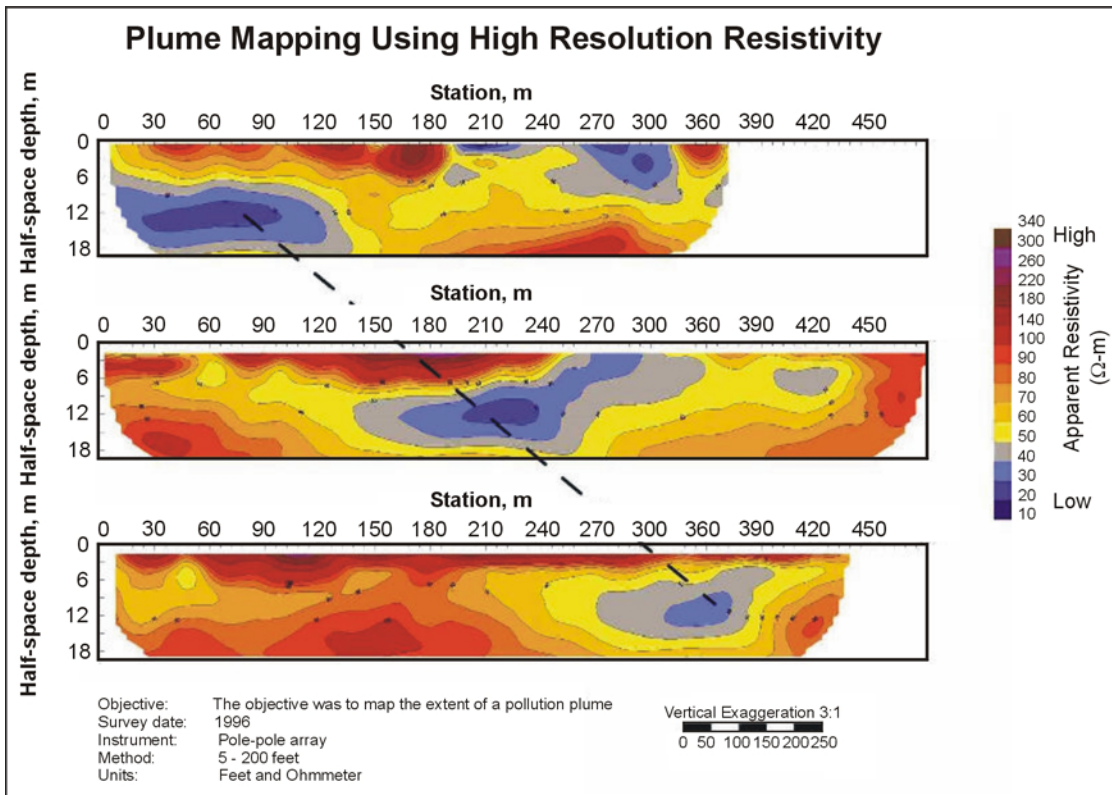 Plume Mapping Using High Resolution Resistivity
Station, m
0 30 60 90 120 150 180 210 240 270 300 330 360 390 420 450
Half-space depth, m
0
6
12
18
Station, m
0 30 60 90 120 150 180 210 240 270 300 360 390 420 450
Half-space depth, m
0
6
12
18
Station, m
0 30 60 90 120 150 180 210 240 270 300 360 390 420 450
Half-space depth, m
0
6
12
18
340
300
260
220
180
140
100
90
80
70
60
50
40
30
20
10
High
Low
Apparent Resistivity
(Ω-m)
Objective: The objective was to map the extent of a pollution plume
Survey date: 1996
Instrument: Pole-pole array
Method: 5 - 200 feet
Units: Feet and Ohmmeter
Vertical Exaggeration 3:1
0 50 100 150 200 250